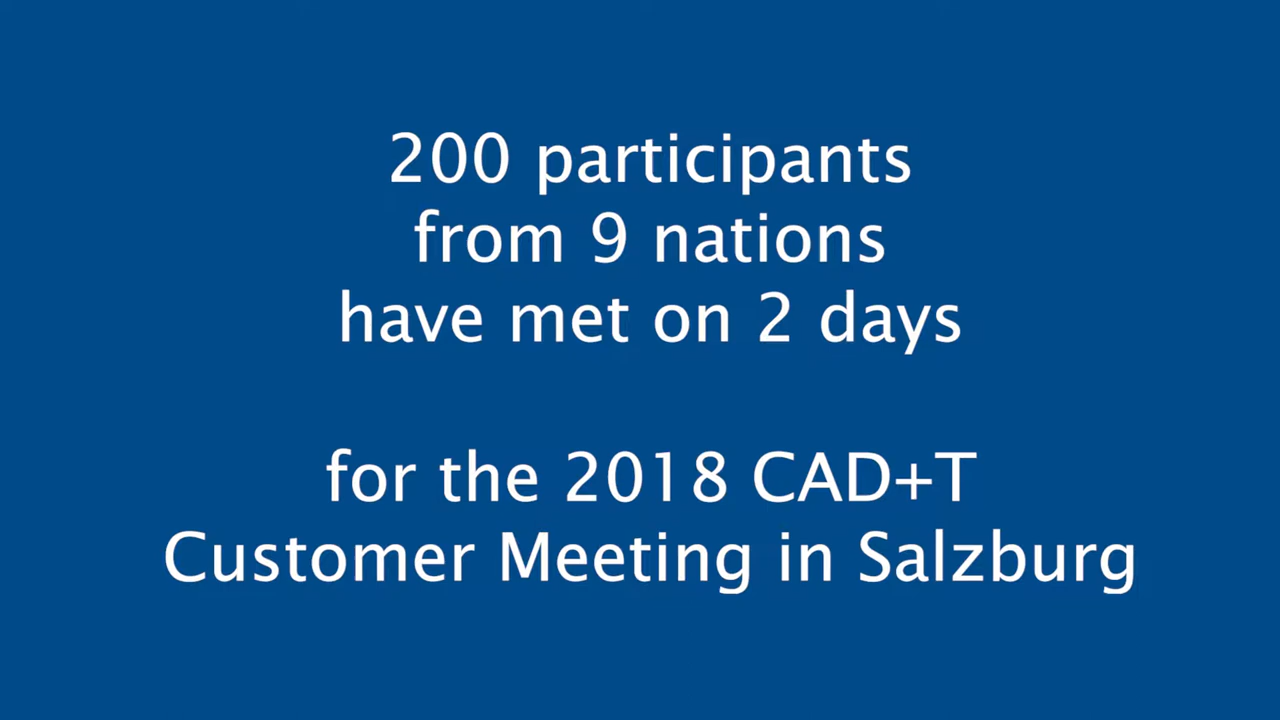 200 participants
from 9 nations
have met on 2 days
for the 2018 CAD+T
Customer Meeting in Salzburg